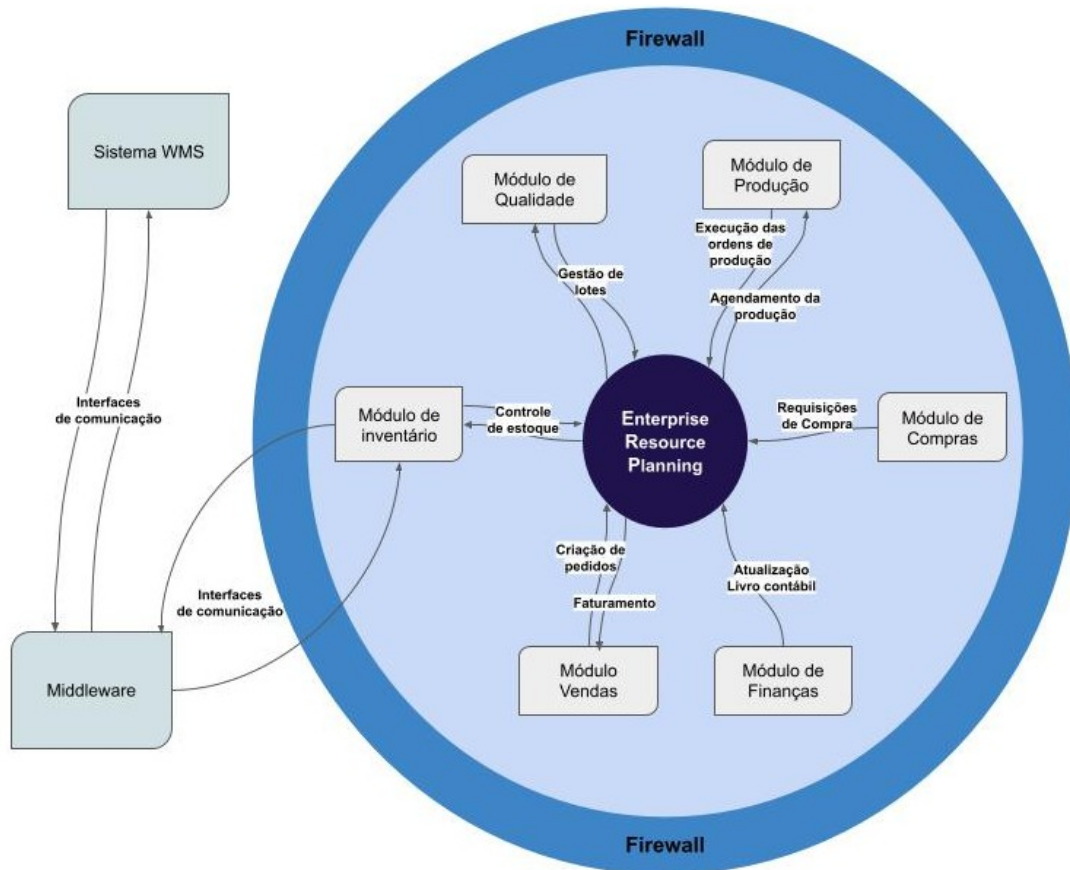 Firewall
Sistema WMS
Módulo de
Qualidade
Módulo de
Produção
Execução das
ordens de
produção
Gestão de
lotes
Agendamento da
produção
Interfaces
de comunicação
Módulo de
inventário
Controle
de estoque
Enterprise
Resource
Planning
Requisições
de Compra
Módulo de
Compras
Criação de
pedidos
Atualização
Livro contábil
Interfaces
de comunicação
Faturamento
Middleware
Módulo
Vendas
Módulo de
Finanças
Firewall